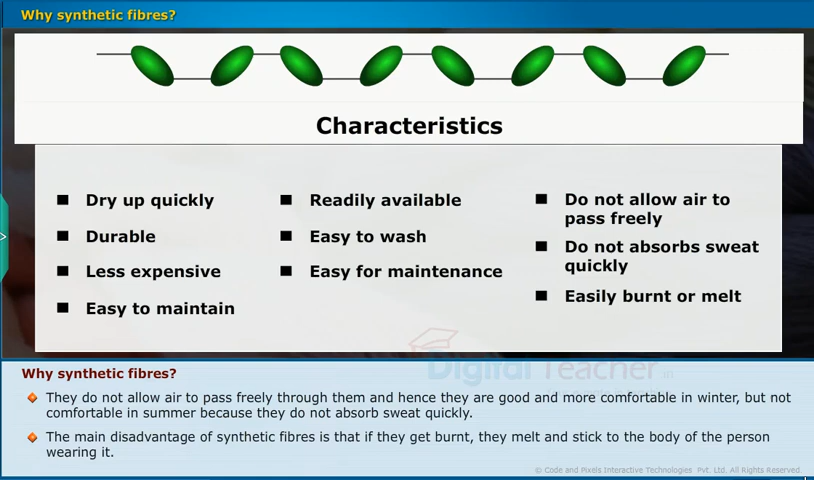 Why synthetic fibres?
Characteristics
Dry up quickly
Durable
Less expensive
Easy to maintain
Readily available
Easy to wash
Easy for maintenance
Do not allow air to
pass freely
Do not absorbs sweat
quickly
Easily burnt or melt
Digital Teacher.in
Why synthetic fibres?
They do not allow air to pass freely through them and hence they are good and more comfortable in winter, but not
comfortable in summer because they do not absorb sweat quickly.
The main disadvantage of synthetic fibres is that if they get burnt, they melt and stick to the body of the person
wearing it.
© Code and Pixels Interactive Technologies Pvt. Ltd. All Rights Reserved.